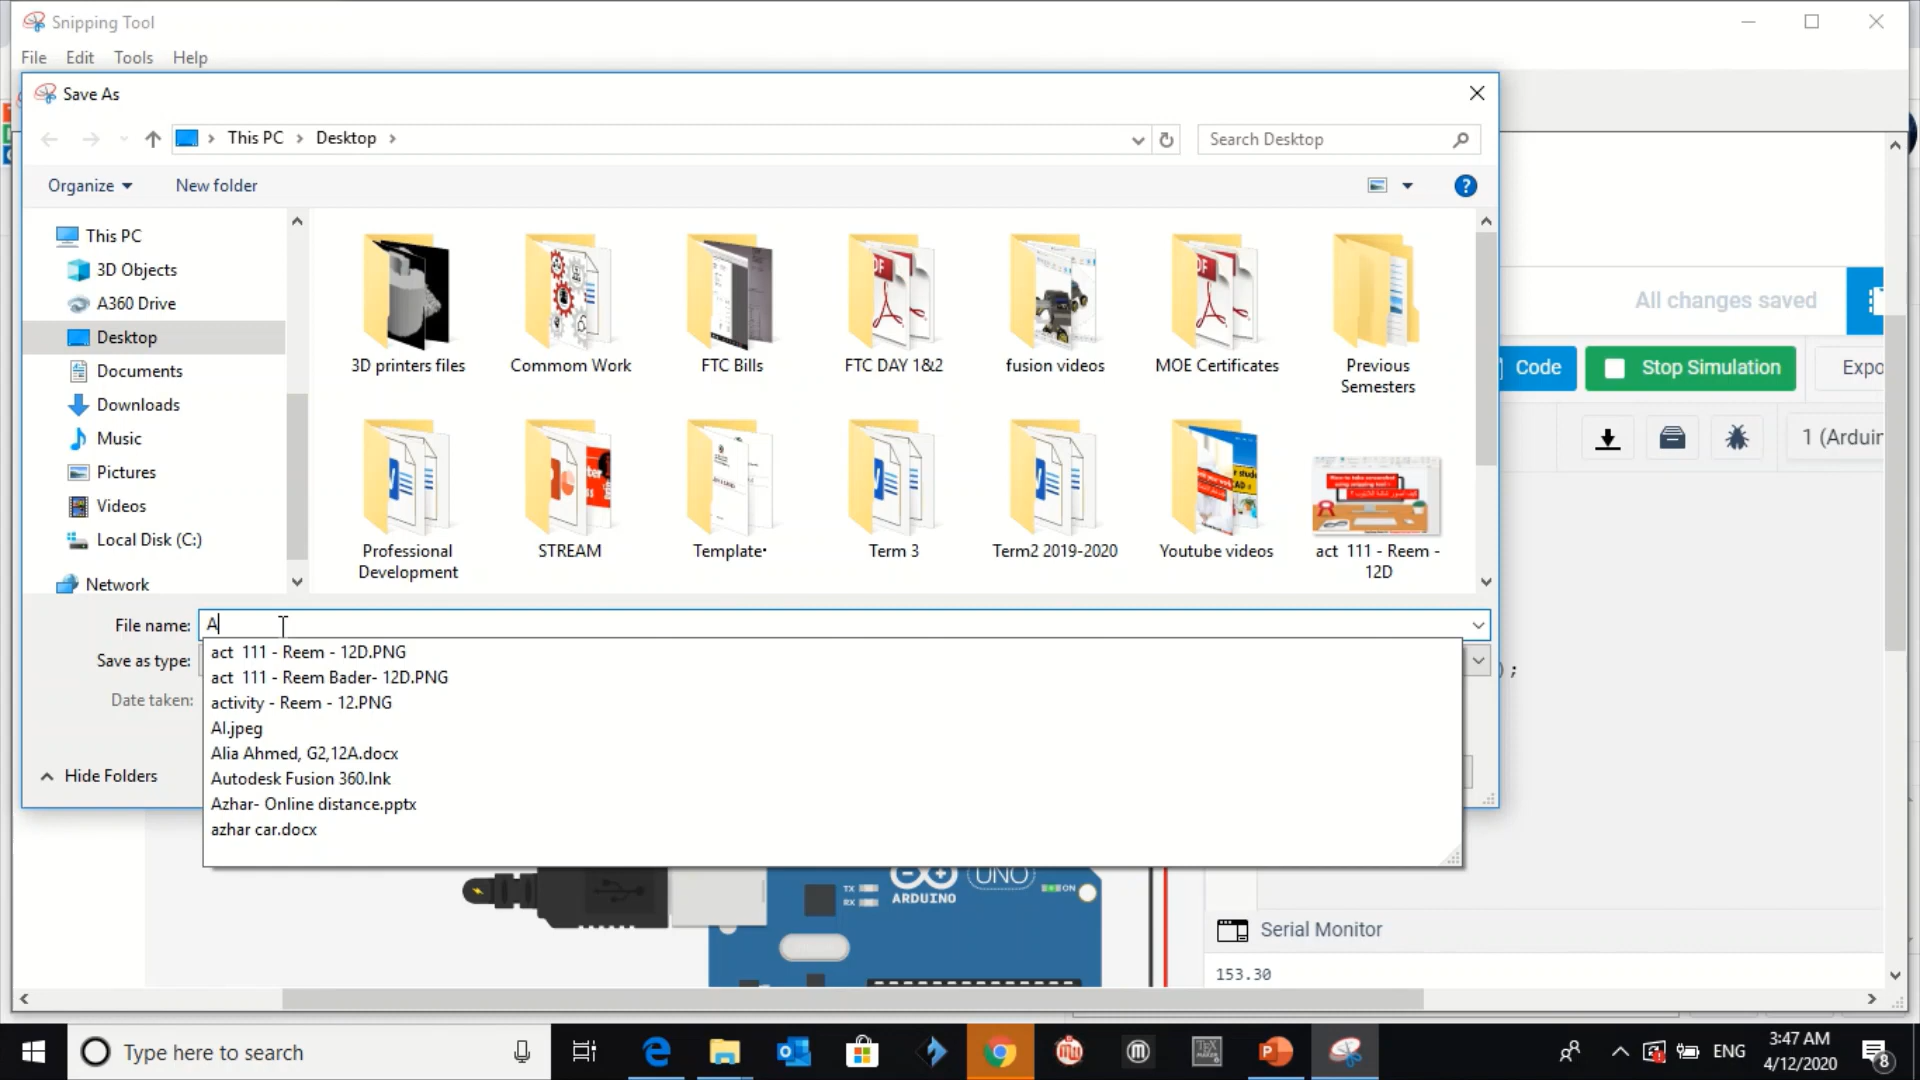 Snipping Tool
File Edit Tools Help
Save As
This PC Desktop
Search Desktop
Organize New folder
This PC
3D Objects
A360 Drive
Desktop
Documents
Downloads
Music
Pictures
Videos
Local Disk (C:)
Network
3D printers files
Commom Work
FTC Bills
FTC DAY 1&2
fusion videos
MOE Certificates
Previous
Semesters
Professional
Development
STREAM
Template•
Term 3
Term2 2019-2020
Youtube videos
act 111 - Reem -
12D
All changes saved
Code
Stop Simulation
Expo
1 (Arduin
File name: A
Save as type:
Date taken:
act 111 - Reem - 12D.PNG
act 111 - Reem Bader- 12D.PNG
activity - Reem - 12.PNG
Al.jpeg
Alia Ahmed, G2,12A.docx
Autodesk Fusion 360.lnk
Azhar- Online distance.pptx
azhar car.docx
Hide Folders
);
TX
RX
ARDUINO
UNO
ON
Serial Monitor
153.30
Type here to search
ENG
3:47 AM
4/12/2020
8